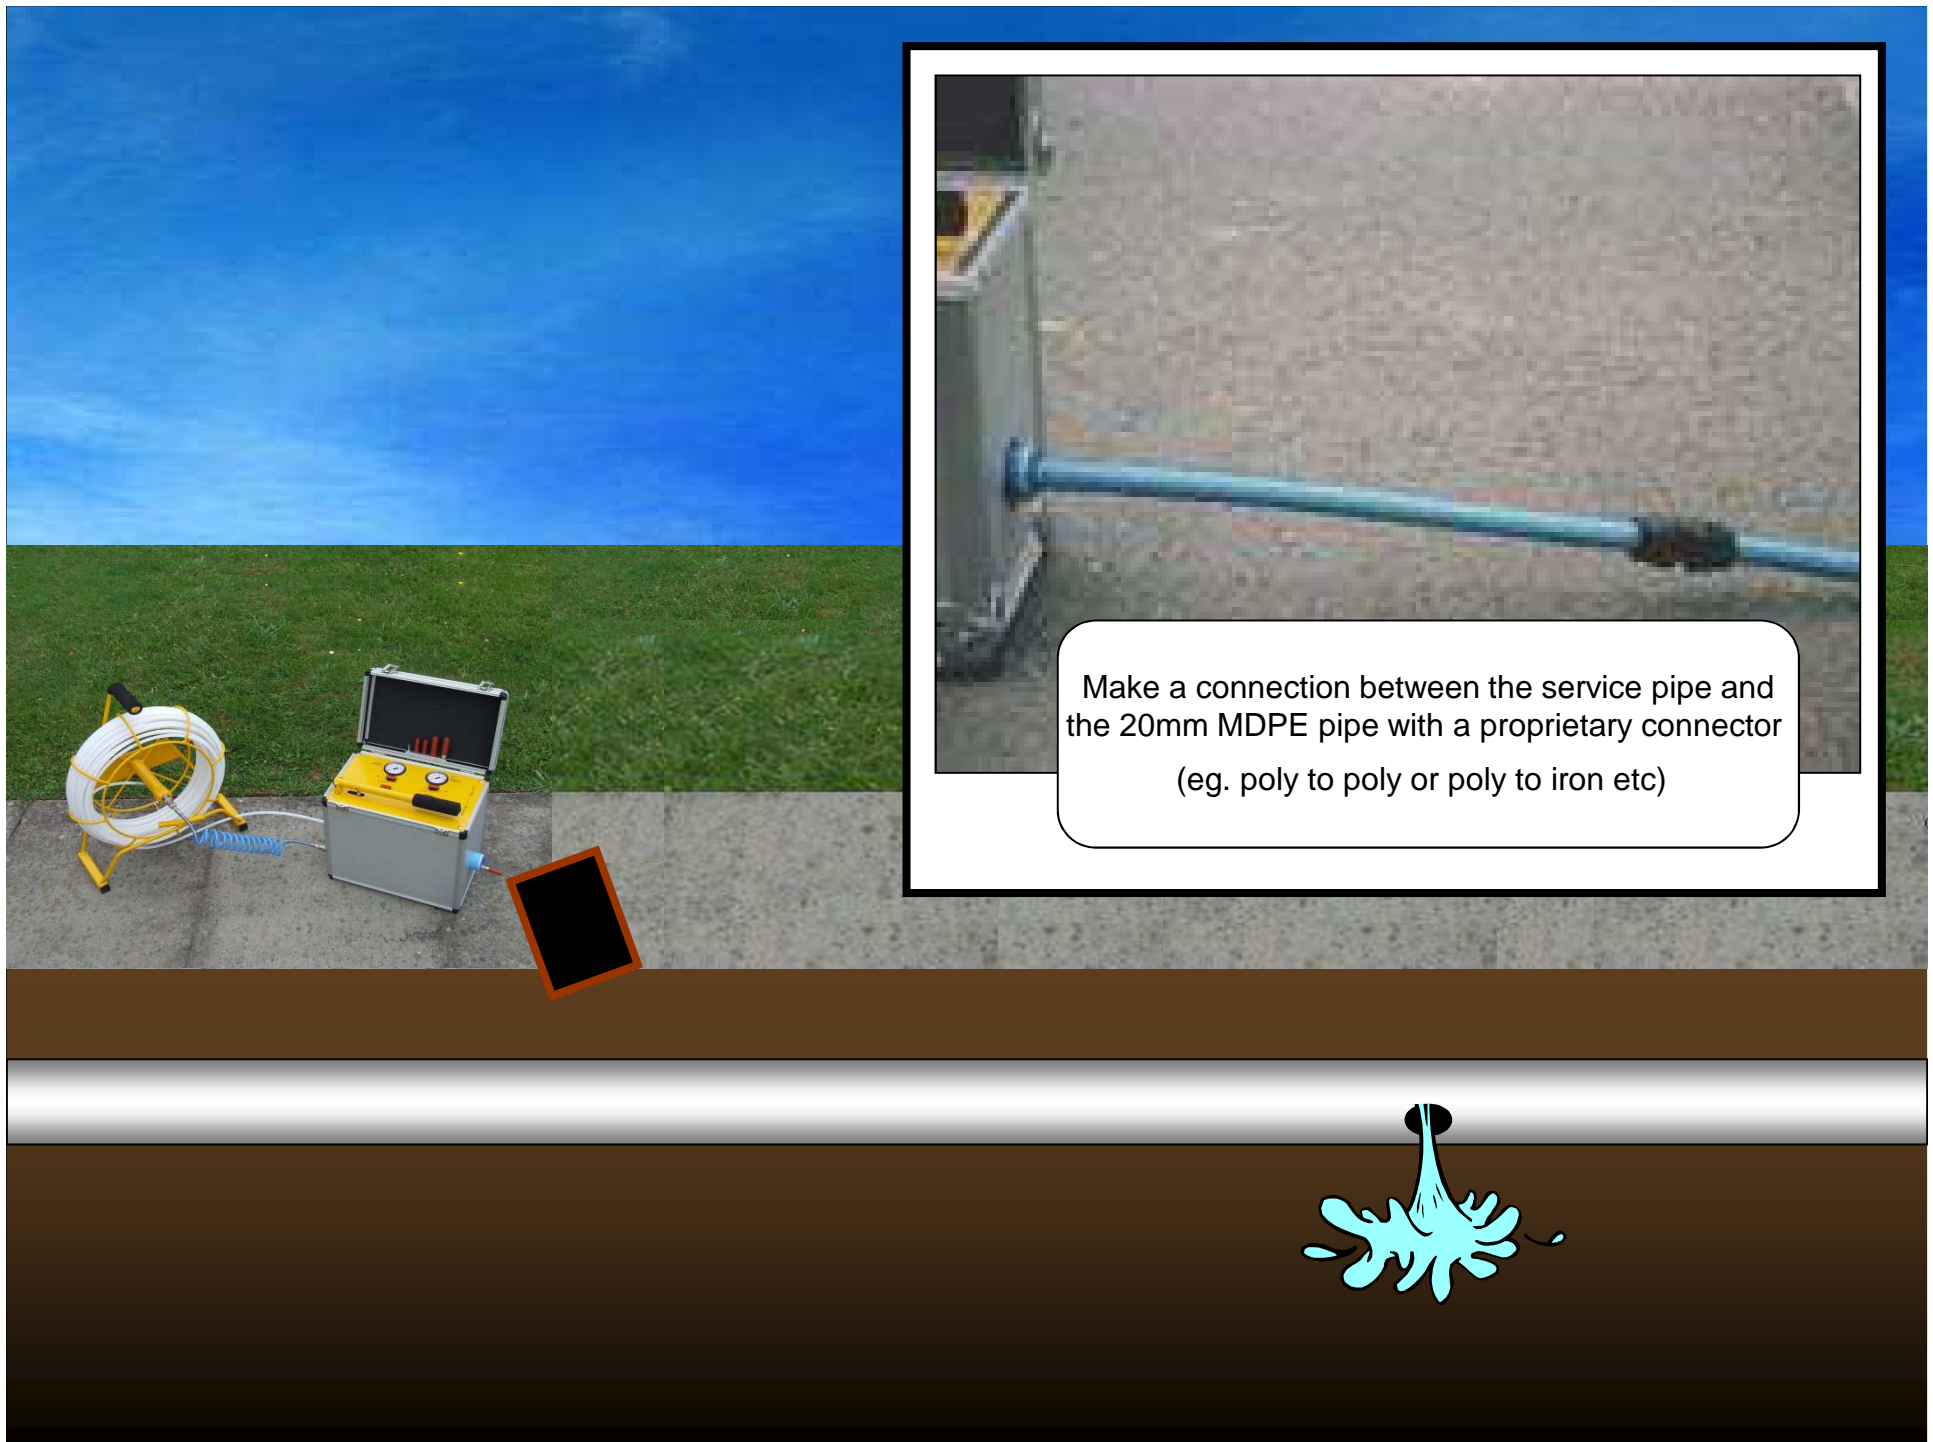 Make a connection between the service pipe and
the 20mm MDPE pipe with a proprietary connector
(eg. poly to poly or poly to iron etc)